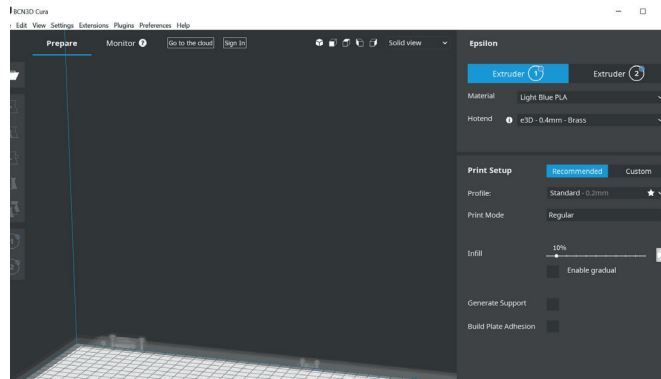 BCN3D Cura
Edit View Settings Extensions Plugins Preferences Help
Prepare Monitor ? Go to the cloud Sign In Solid view Epsilon
Extruder 1 Extruder 2
Material Light Blue PLA
Hotend e3D - 0.4mm - Brass
Print Setup Recommended Custom
Profile: Standard - 0.2mm
Print Mode Regular
10%
Infill
Enable gradual
Generate Support
Build Plate Adhesion